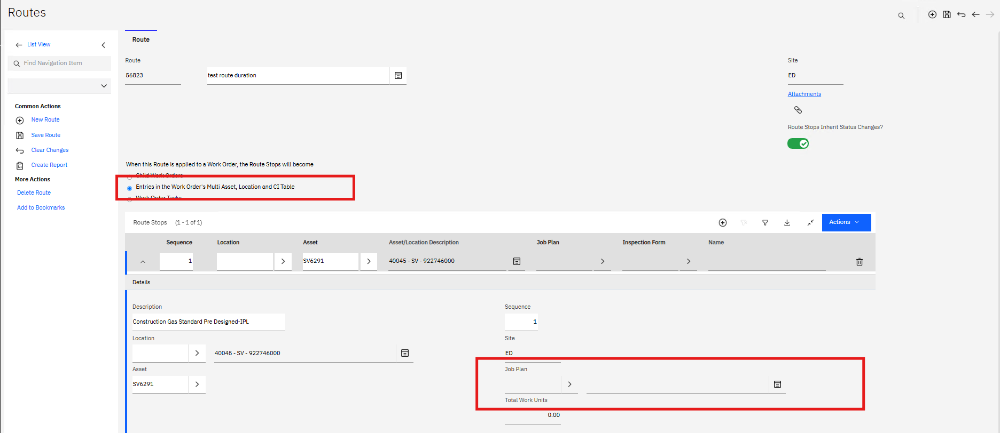 Routes
List View
Find Navigation Item
Common Actions
New Route
Save Route
Clear Changes
Create Report
More Actions
Delete Route
Add to Bookmarks
Route
Route
56823
test route duration
Site
ED
Attachments
Route Stops Inherit Status Changes?
When this Route is applied to a Work Order, the Route Stops will become
Child Work Orders
Entries in the Work Order's Multi Asset, Location and CI Table
Work Order Tasks
Route Stops (1 - 1 of 1)
Actions
Sequence Location Asset Asset/Location Description Job Plan Inspection Form Name
1 SV6291 40045 - SV - 922746000
Details
Description
Construction Gas Standard Pre Designed-IPL
Location
40045 - SV - 922746000
Asset
SV6291
Sequence
1
Site
ED
Job Plan
Total Work Units
0.00